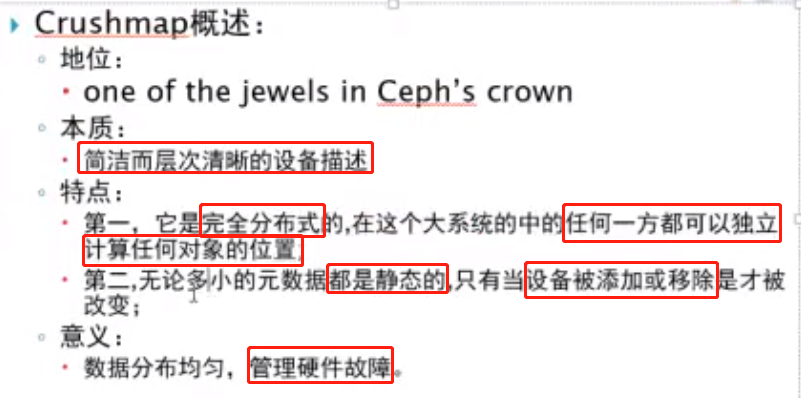 Crushmap概述：
地位：
one of the jewels in Ceph's crown
本质：
简洁而层次清晰的设备描述
特点：
第一，它是完全分布式的,在这个大系统的中的任何一方都可以独立
计算任何对象的位置;
第二,无论多小的元数据都是静态的,只有当设备被添加或移除是才被
改变；
意义：
数据分布均匀，管理硬件故障。